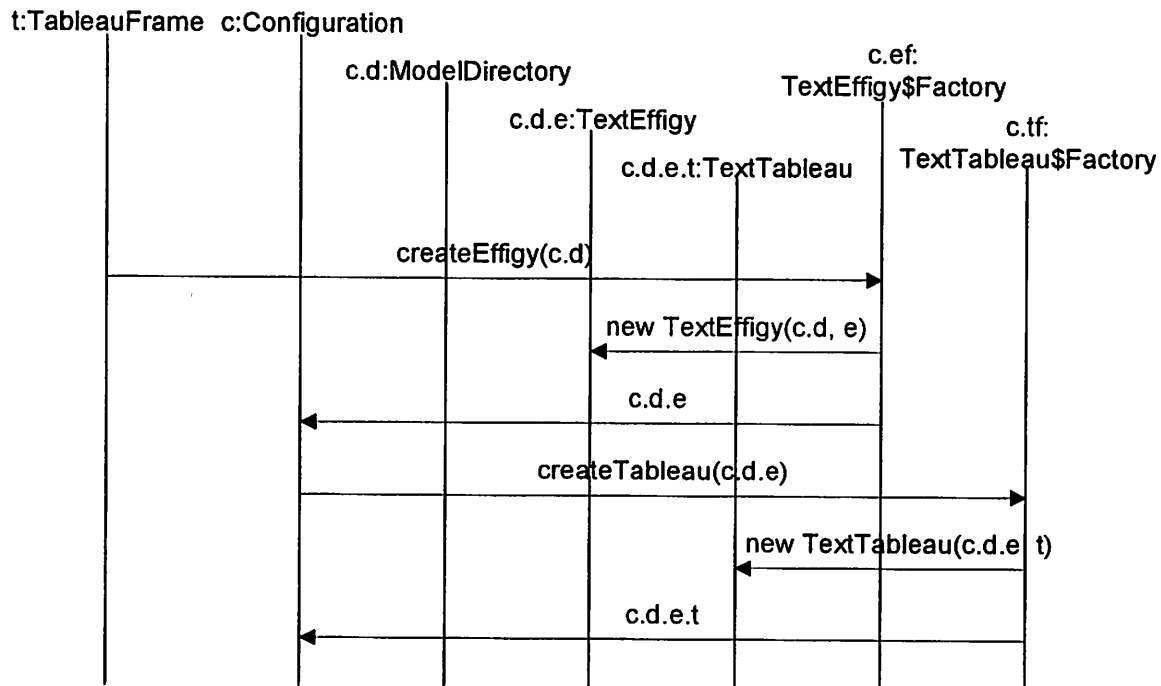 t:TableauFrame c:Configuration
c.ef:
c.d:ModelDirectory
TextEffigy$Factory
c.d.e:TextEffigy
c.tf:
c.d.e.t:TextTableau
TextTableau$Factory
createEffigy(c.d)
new TextEffigy(c.d, e)
c.d.e
createTableau(c.d.e)
new TextTableau(c.d.e t)
c.d.e.t